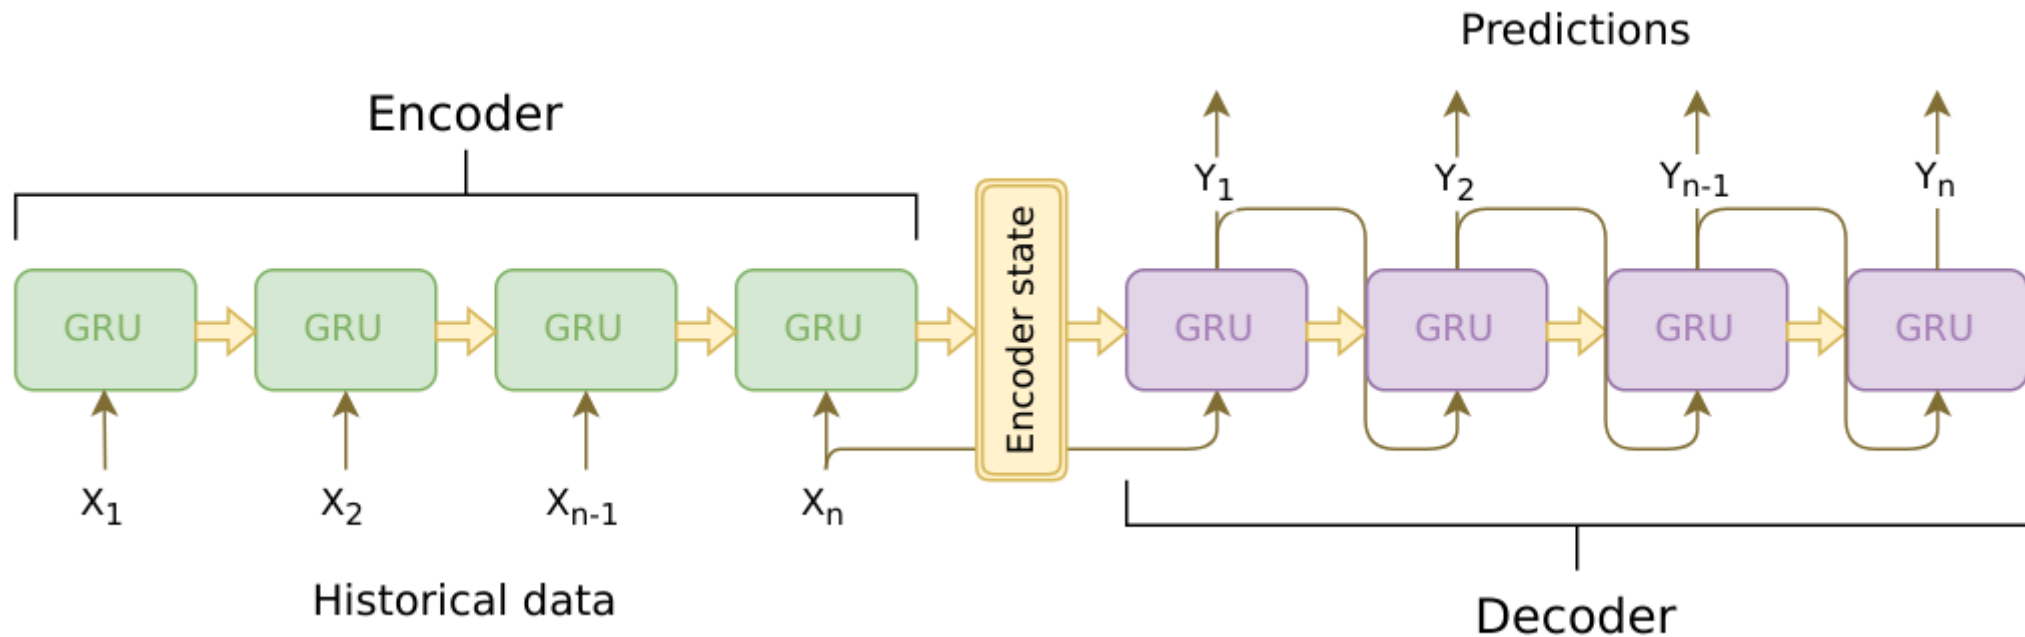 Predictions
Encoder
Y1 Y2 Yn-1 Yn
Encoder state
GRU GRU GRU GRU GRU GRU GRU GRU
X1 X2 Xn-1 Xn
Historical data
Decoder